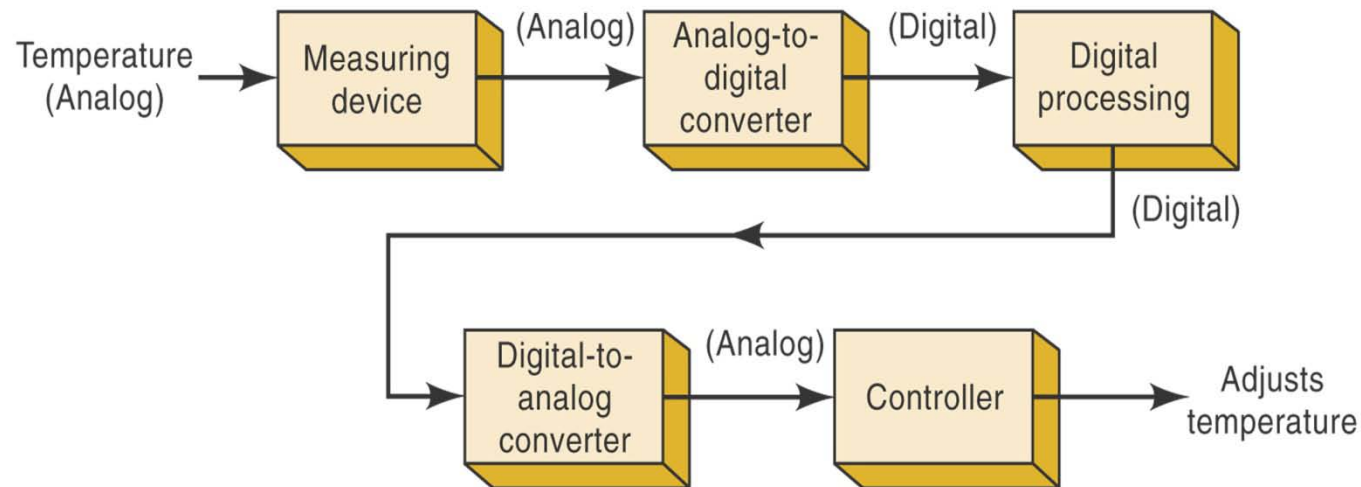 Temperature
(Analog)
Measuring
device
(Analog)
Analog-to-
digital
converter
(Digital)
Digital
processing
(Digital)
Digital-to-
analog
converter
(Analog)
Controller
Adjusts
temperature